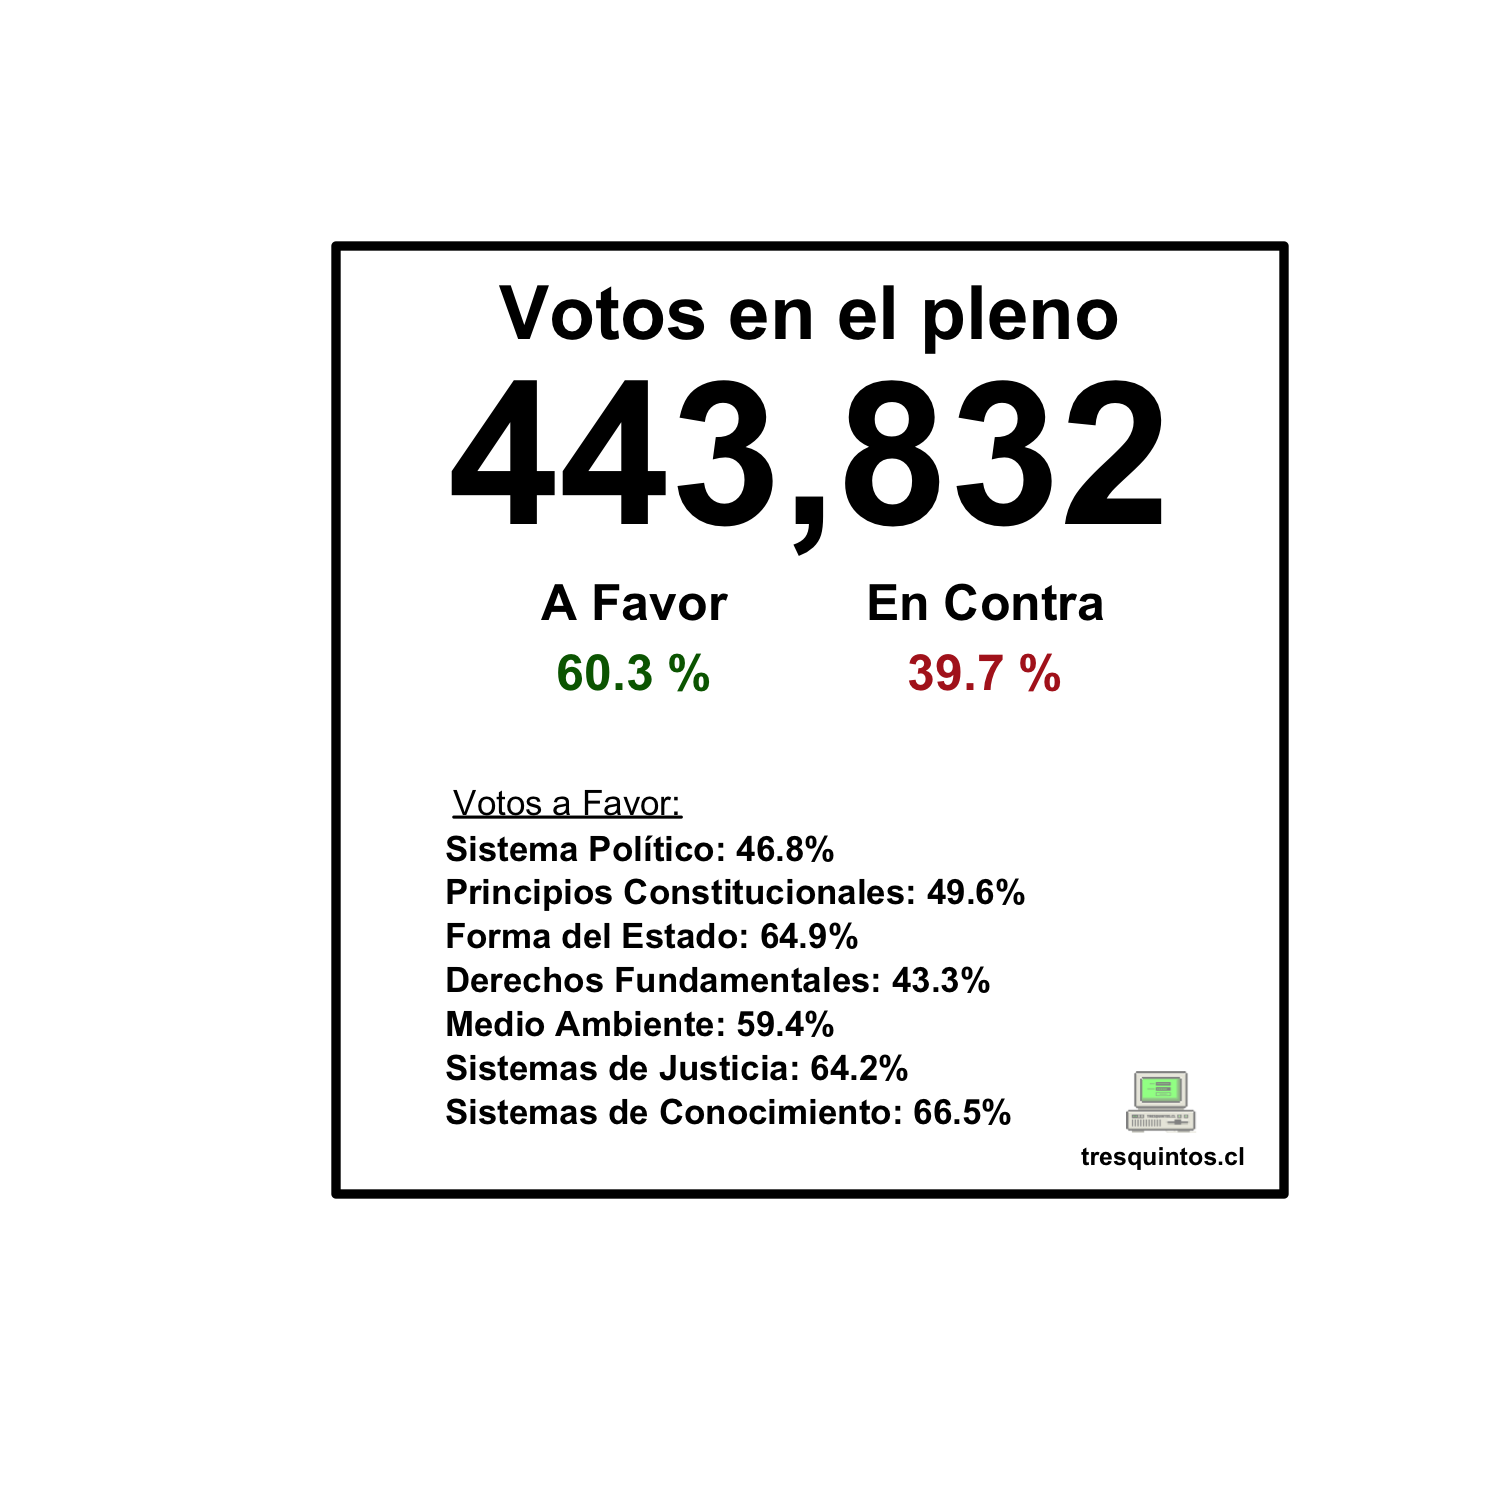 Votos en el pleno
443,832
A Favor En Contra
60.3 % 39.7 %
Votos a Favor:
Sistema Político: 46.8%
Principios Constitucionales: 49.6%
Forma del Estado: 64.9%
Derechos Fundamentales: 43.3%
Medio Ambiente: 59.4%
Sistemas de Justicia: 64.2%
Sistemas de Conocimiento: 66.5%
tresquintos.cl